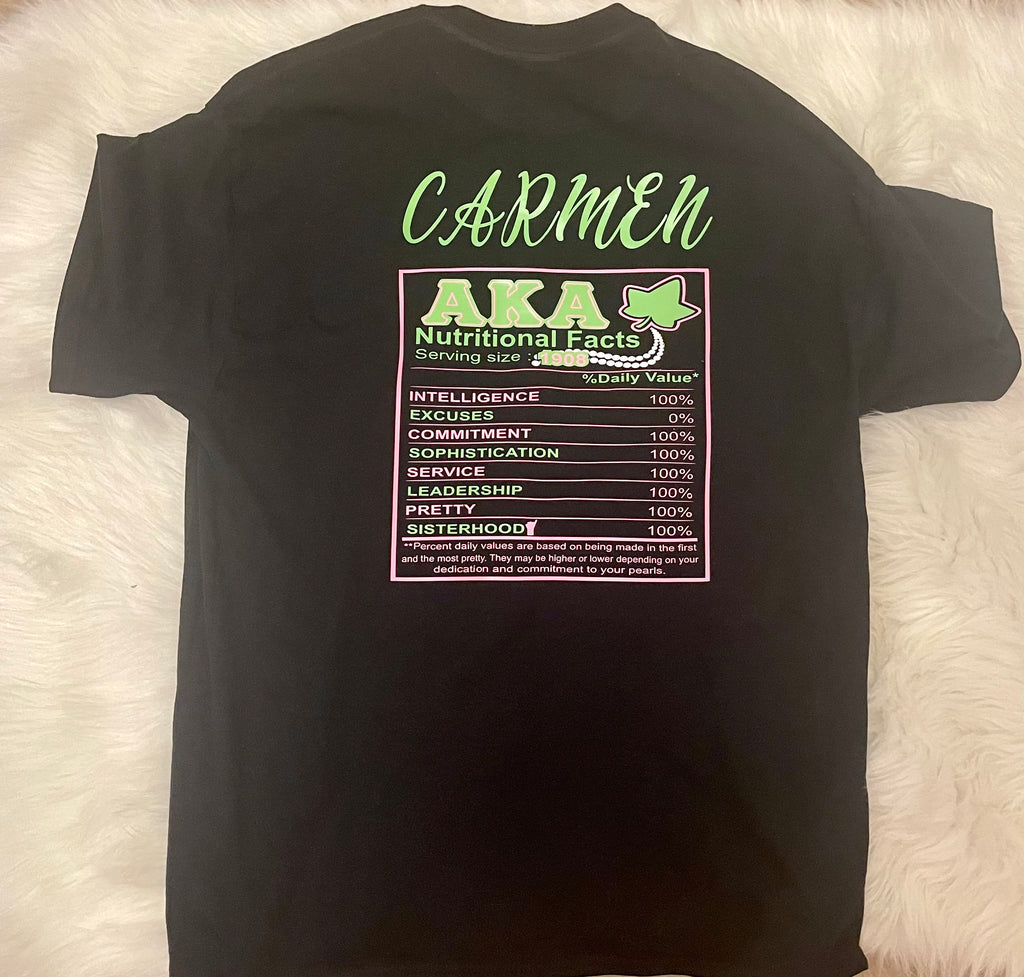 CARMEN
AKA
Nutritional Facts
Serving size : 1908
%Daily Value*
INTELLIGENCE 100%
EXCUSES 0%
COMMITMENT 100%
SOPHISTICATION 100%
SERVICE 100%
LEADERSHIP 100%
PRETTY 100%
SISTERHOOD 100%
**Percent daily values are based on being made in the first
and the most pretty. They may be higher or lower depending on your
dedication and commitment to your pearls.